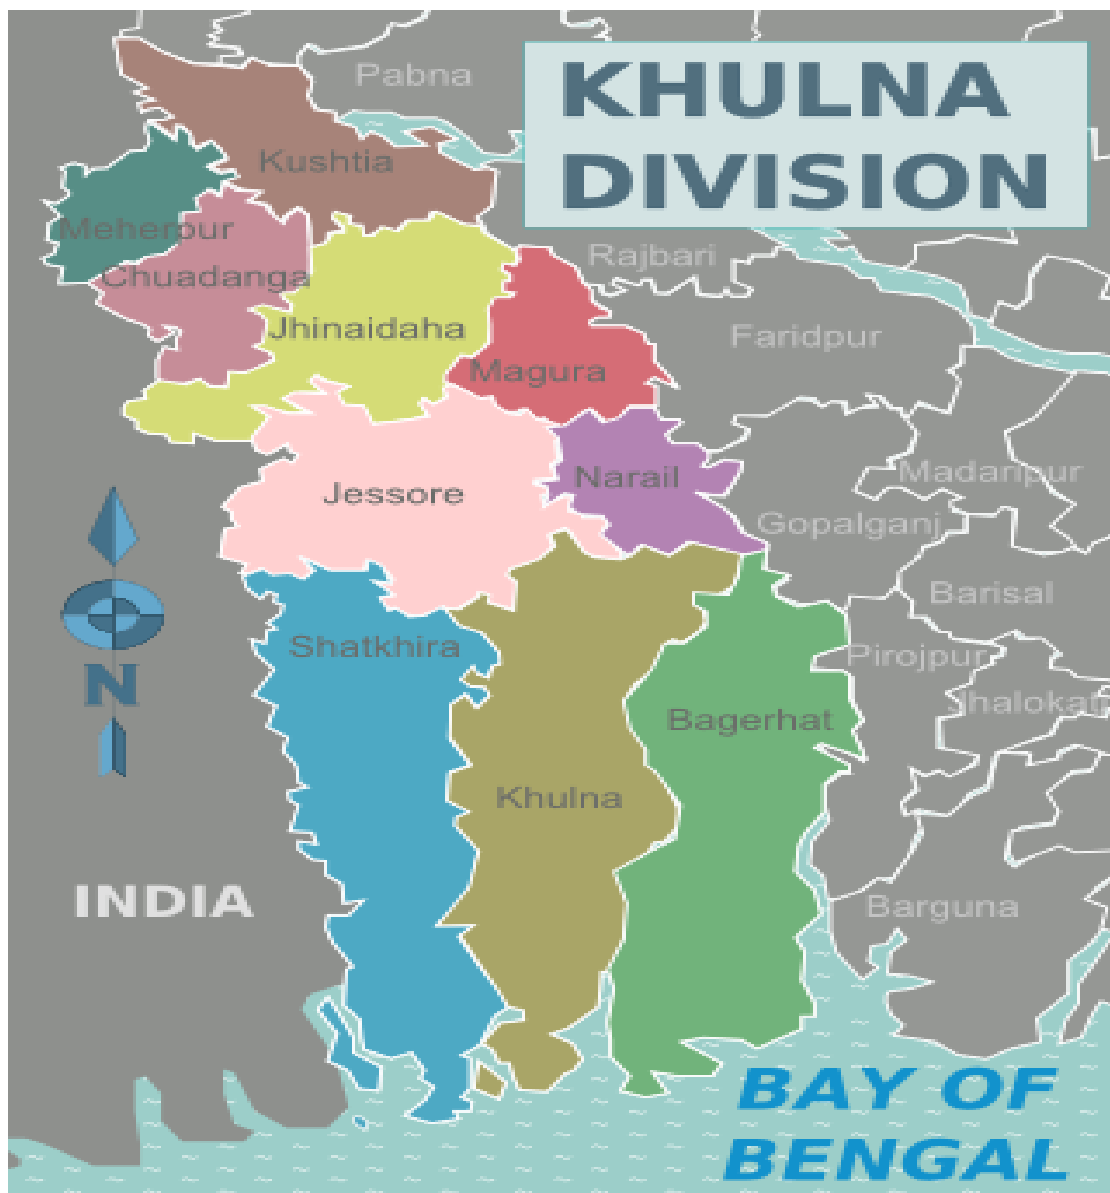 KHULNA
DIVISION
Pabna
Kushtia
Meherpur
Chuadanga
Rajbari
Jhinaidaha
Faridpur
Magura
Madaripur
Narail
Jessore
Gopalganj
Barisal
Shatkhira
Pirojpur
Jhalokati
N
Bagerhat
Khulna
INDIA
Barguna
BAY OF
BENGAL